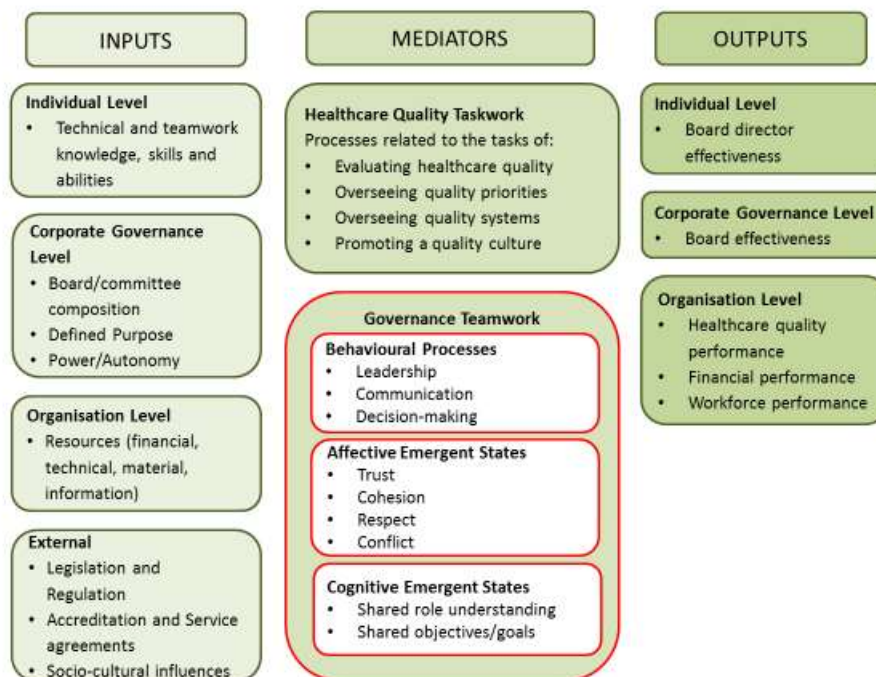 INPUTS
Individual Level
• Technical and teamwork
knowledge, skills and
abilities
Corporate Governance
Level
• Board/committee
composition
• Defined Purpose
• Power/Autonomy
Organisation Level
• Resources (financial,
technical, material,
information)
External
• Legislation and
Regulation
• Accreditation and Service
agreements
• Socio-cultural influences
MEDIATORS
Healthcare Quality Taskwork
Processes related to the tasks of:
• Evaluating healthcare quality
• Overseeing quality priorities
• Overseeing quality systems
• Promoting a quality culture
Governance Teamwork
Behavioural Processes
• Leadership
• Communication
• Decision-making
Affective Emergent States
• Trust
• Cohesion
• Respect
• Conflict
Cognitive Emergent States
• Shared role understanding
• Shared objectives/goals
OUTPUTS
Individual Level
• Board director
effectiveness
Corporate Governance Level
• Board effectiveness
Organisation Level
• Healthcare quality
performance
• Financial performance
• Workforce performance